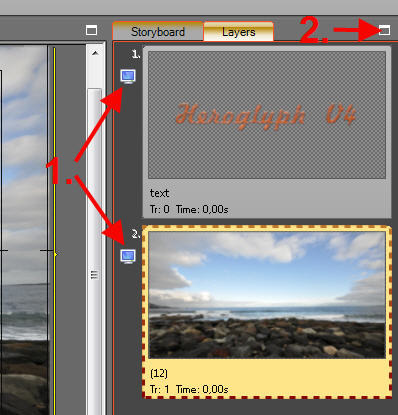 Storyboard Layers 2.
1.
Heroglyph V4
1.
text
Tr: 0 Time: 0,00s
2.
(12)
Tr: 1 Time: 0,00s